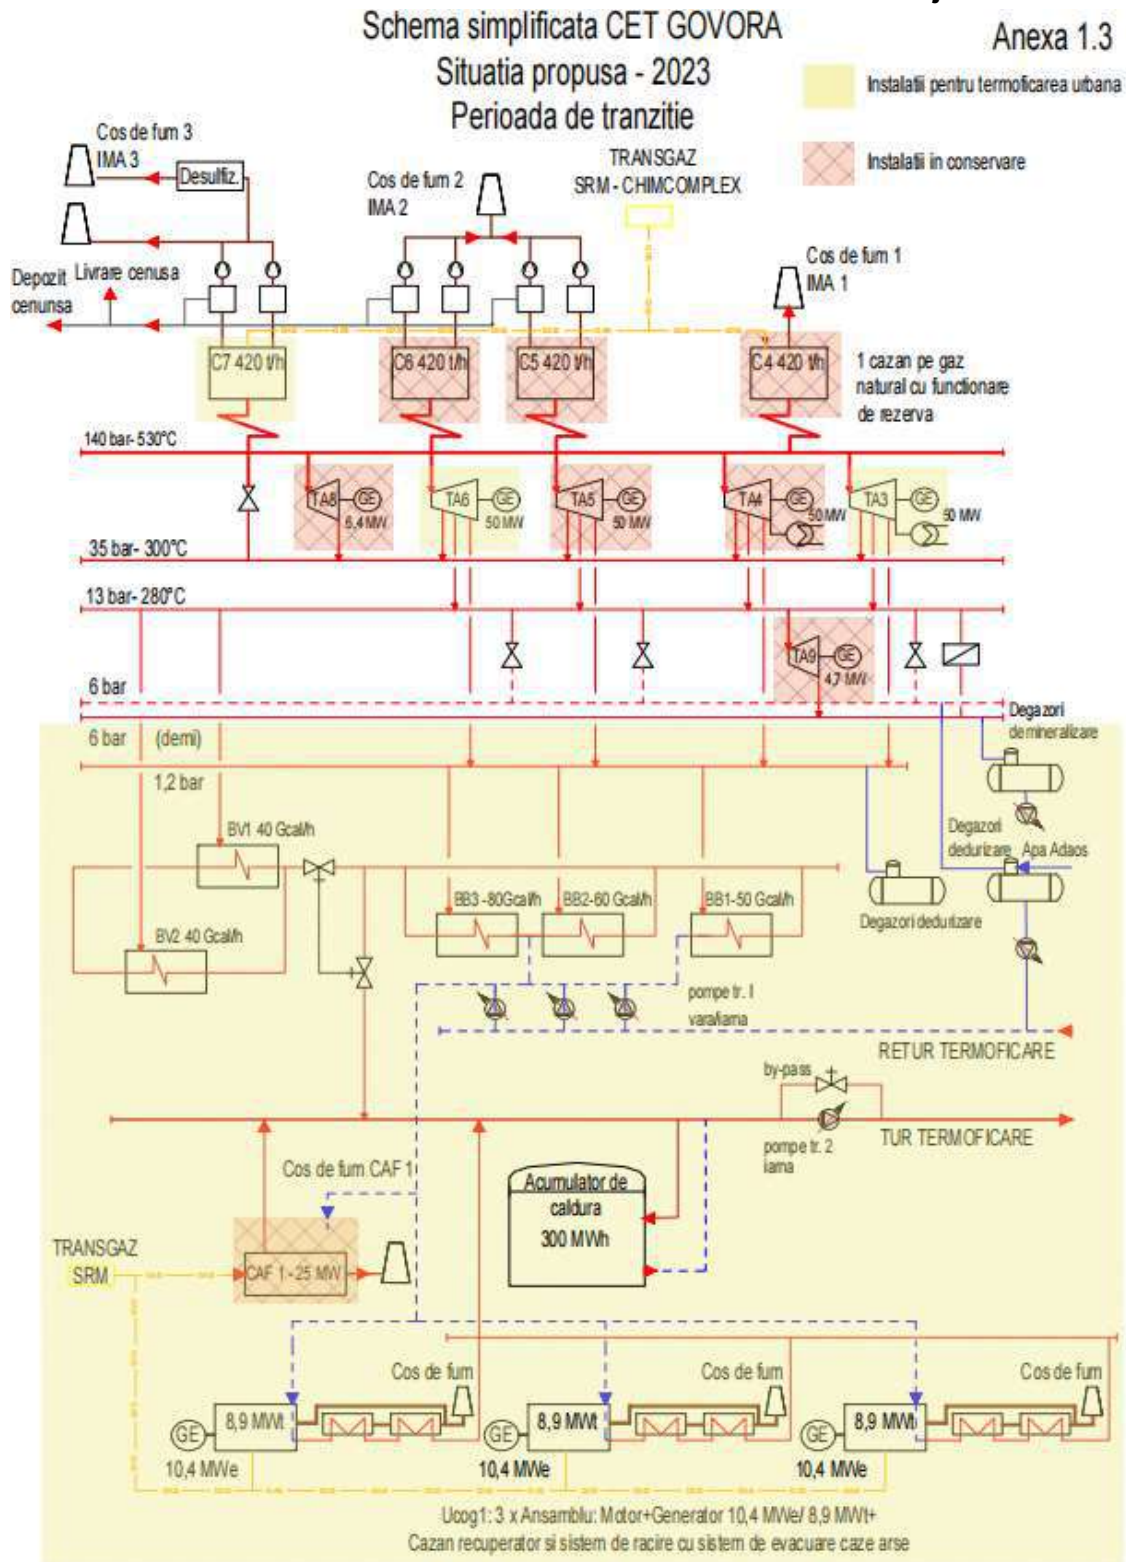 Schema simplificata CET GOVORA
Anexa 1.3
Situatia propusa - 2023
Perioada de tranzitie
Instalatii pentru termoficarea urbana
Instalatii in conservare
Cos de fum 3
IMA 3
Desulfiz.
Cos de fum 2
IMA 2
TRANSGAZ
SRM - CHIMCOMPLEX
Cos de fum 1
IMA 1
Depozit
cenunsa
Livrare cenusa
C7 420 t/h
C6 420 t/h
C5 420 t/h
C4 420 t/h
1 cazan pe gaz
natural cu functionare
de rezerva
140 bar- 530°C
TA8
GE
6,4 MW
TA6
GE
50 MW
TA5
GE
50 MW
TA4
GE
50 MW
TA3
GE
50 MW
35 bar- 300°C
13 bar- 280°C
TA9
GE
4,7 MW
6 bar
6 bar (demi)
1,2 bar
Degazori
demineralizare
Degazori
dedurizare
Apa Adaos
Degazori dedurizare
BV1 40 Gcal/h
BV2 40 Gcal/h
BB3 -80Gcal/h
BB2-60 Gcal/h
BB1-50 Gcal/h
pompe tr. I
vara/iarna
RETUR TERMOFICARE
by-pass
TUR TERMOFICARE
pompe tr. 2
iarna
Cos de fum CAF 1
Acumulator de
caldura
300 MWh
TRANSGAZ
SRM
CAF 1 - 25 MW
Cos de fum
Cos de fum
Cos de fum
8,9 MWt
8,9 MWt
8,9 MWt
GE
GE
GE
10,4 MWe
10,4 MWe
10,4 MWe
Ucog1: 3 x Ansamblu: Motor+Generator 10,4 MWe/ 8,9 MWt+
Cazan recuperator si sistem de racire cu sistem de evacuare caze arse